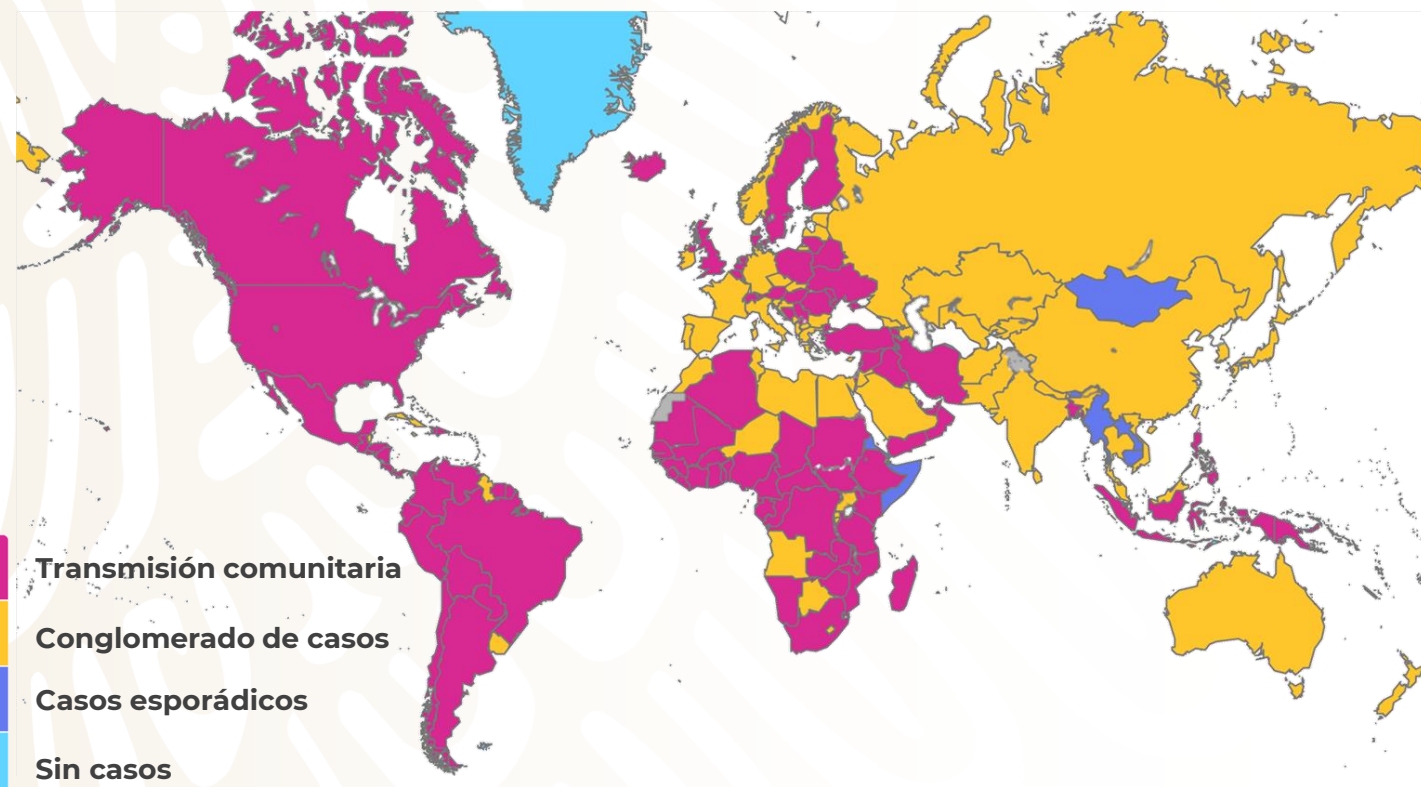 Transmisión comunitaria
Conglomerado de casos
Casos esporádicos
Sin casos